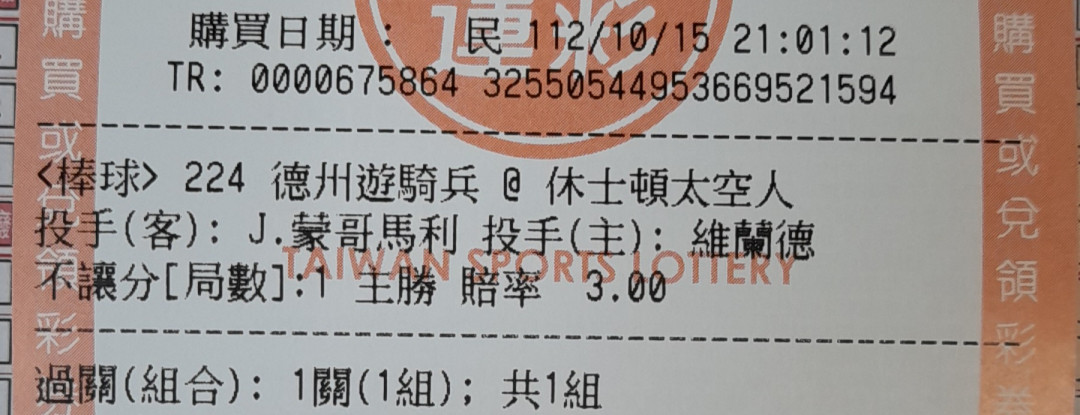 運彩
購買日期： 民 112/10/15 21:01:12
TR: 0000675864 325505449536669521594
<棒球> 224 德州遊騎兵 @ 休士頓太空人
投手(客): J.蒙哥馬利 投手(主): 維蘭德
TAIWAN SPORTS LOTTERY
不讓分[局數]:1 主勝 賠率 3.00
過關(組合): 1關(1組); 共1組
購買或兌領彩
購買或兌領彩券